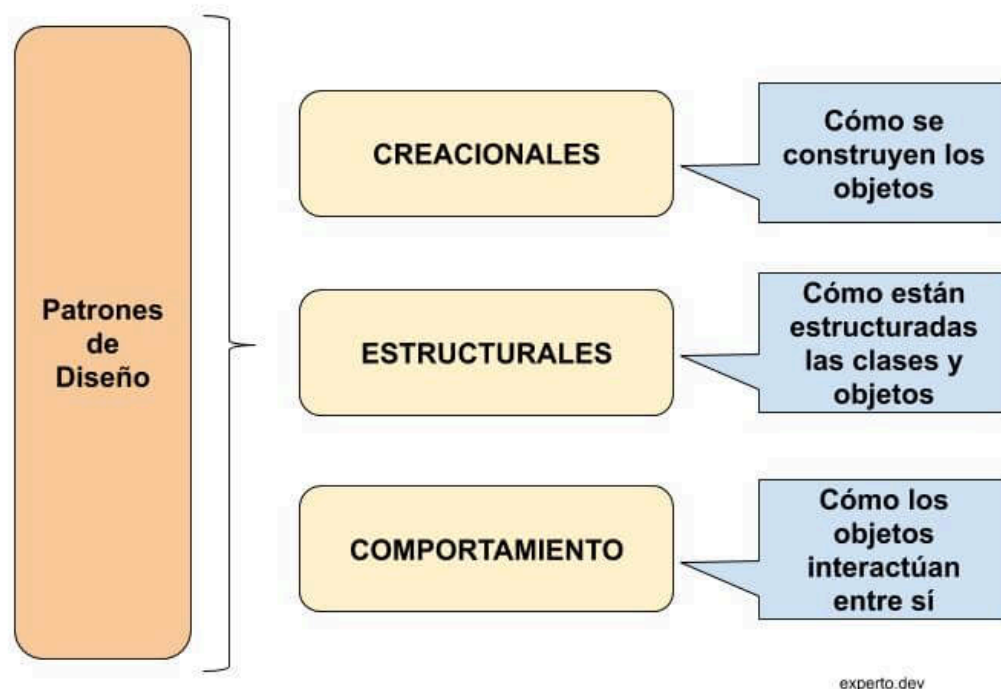 Patrones
de
Diseño
CREACIONALES
Cómo se
construyen los
objetos
ESTRUCTURALES
Cómo están
estructuradas
las clases y
objetos
COMPORTAMIENTO
Cómo los
objetos
interactúan
entre sí
experto.dev